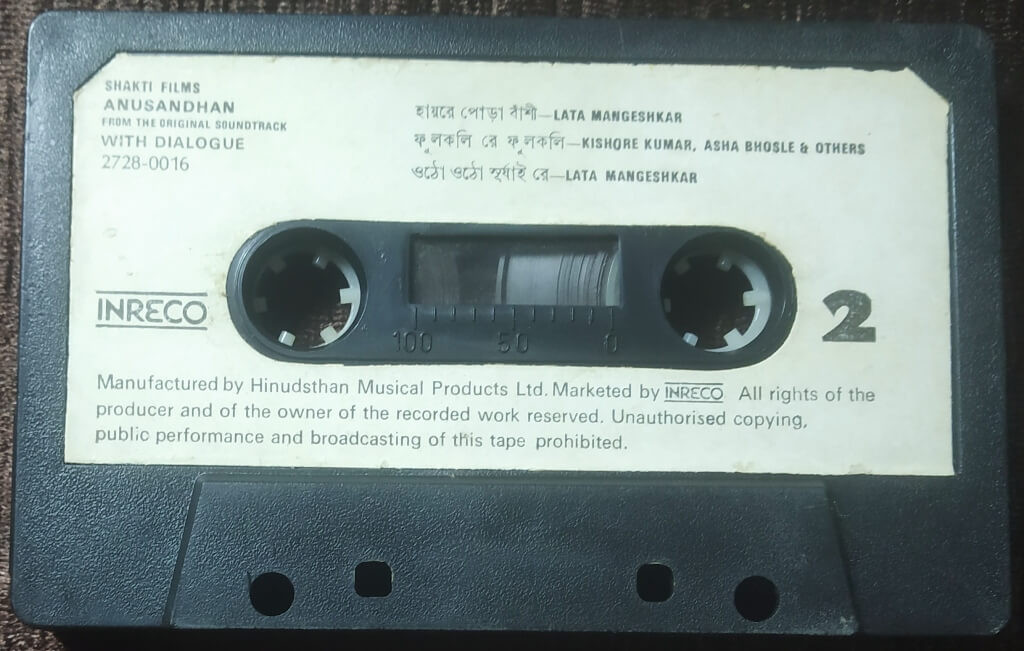 SHAKTI FILMS
ANUSANDHAN
FROM THE ORIGINAL SOUNDTRACK
WITH DIALOGUE
2728-0016
হায়রে পোড়া বাঁশী—LATA MANGESHKAR
ফুলকলি রে ফুলকলি—KISHORE KUMAR, ASHA BHOSLE & OTHERS
ওঠো ওঠো সূর্যাই রে—LATA MANGESHKAR
INRECO
2
100 50 0
Manufactured by Hinudsthan Musical Products Ltd. Marketed by INRECO All rights of the
producer and of the owner of the recorded work reserved. Unauthorised copying,
public performance and broadcasting of this tape prohibited.